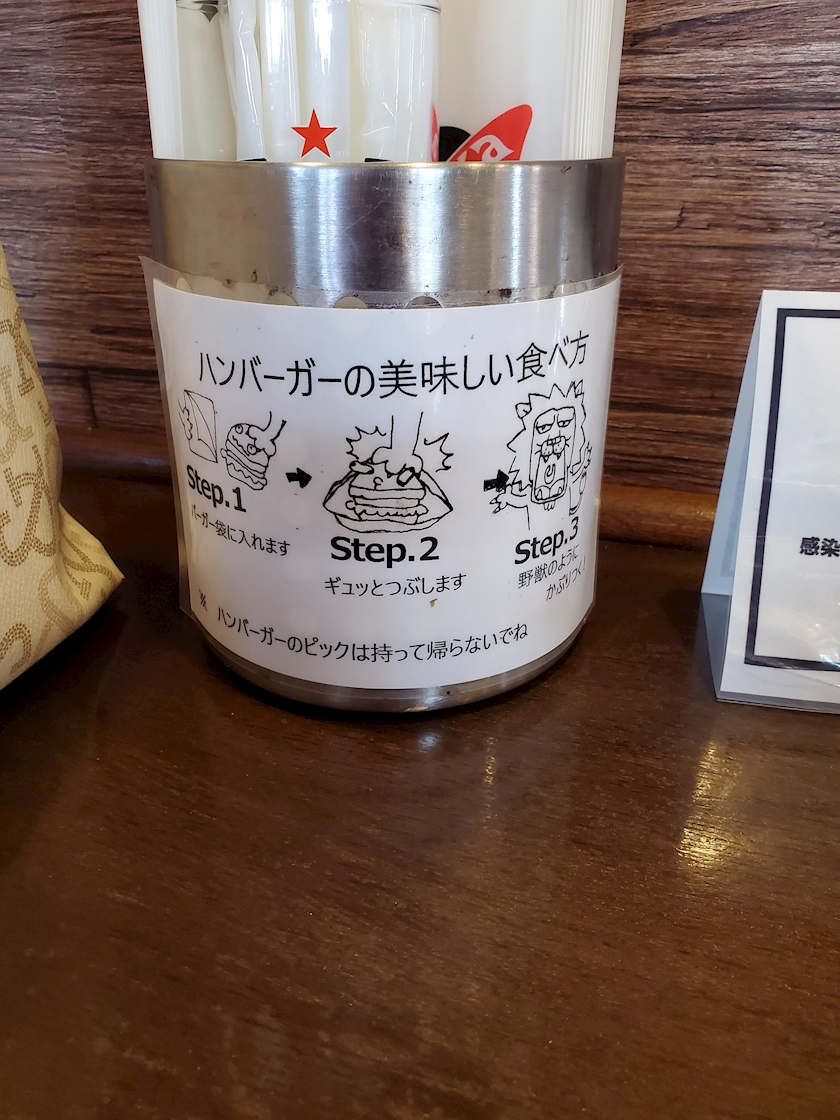 ハンバーガーの美味しい食べ方
Step.1
バーガー袋に入れます
Step.2
ギュッとつぶします
Step.3
野獣のように
かぶりつく!
※ ハンバーガーのピックは持って帰らないでね
感染